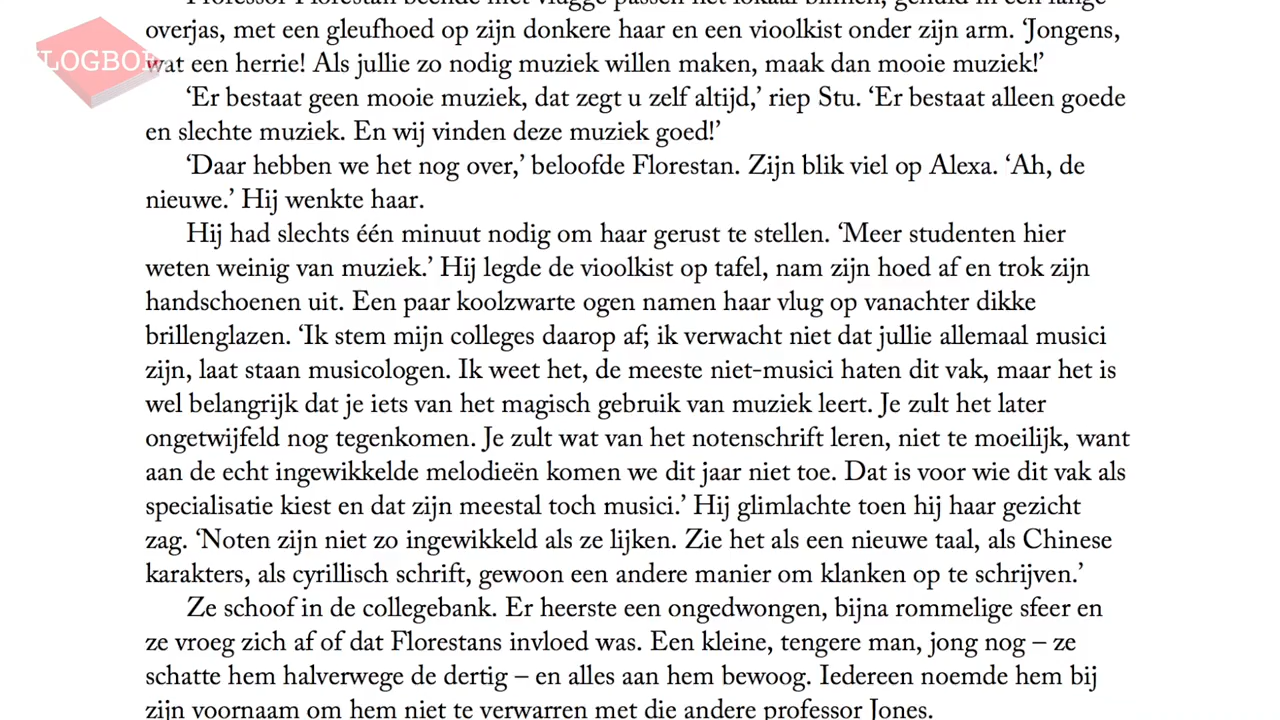 Professor Florestan beende met vlugge passen het lokaal binnen, gehuld in een lange
overjas, met een gleufhoed op zijn donkere haar en een vioolkist onder zijn arm. ‘Jongens,
wat een herrie! Als jullie zo nodig muziek willen maken, maak dan mooie muziek!’
‘Er bestaat geen mooie muziek, dat zegt u zelf altijd,’ riep Stu. ‘Er bestaat alleen goede
en slechte muziek. En wij vinden deze muziek goed!’
‘Daar hebben we het nog over,’ beloofde Florestan. Zijn blik viel op Alexa. ‘Ah, de
nieuwe.’ Hij wenkte haar.
Hij had slechts één minuut nodig om haar gerust te stellen. ‘Meer studenten hier
weten weinig van muziek.’ Hij legde de vioolkist op tafel, nam zijn hoed af en trok zijn
handschoenen uit. Een paar koolzwarte ogen namen haar vlug op vanachter dikke
brillenglazen. ‘Ik stem mijn colleges daarop af; ik verwacht niet dat jullie allemaal musici
zijn, laat staan musicologen. Ik weet het, de meeste niet-musici haten dit vak, maar het is
wel belangrijk dat je iets van het magisch gebruik van muziek leert. Je zult het later
ongetwijfeld nog tegenkomen. Je zult wat van het notenschrift leren, niet te moeilijk, want
aan de echt ingewikkelde melodieën komen we dit jaar niet toe. Dat is voor wie dit vak als
specialisatie kiest en dat zijn meestal toch musici.’ Hij glimlachte toen hij haar gezicht
zag. ‘Noten zijn niet zo ingewikkeld als ze lijken. Zie het als een nieuwe taal, als Chinese
karakters, als cyrillisch schrift, gewoon een andere manier om klanken op te schrijven.’
Ze schoof in de collegebank. Er heerste een ongedwongen, bijna rommelige sfeer en
ze vroeg zich af of dat Florestans invloed was. Een kleine, tengere man, jong nog – ze
schatte hem halverwege de dertig – en alles aan hem bewoog. Iedereen noemde hem bij
zijn voornaam om hem niet te verwarren met die andere professor Jones.